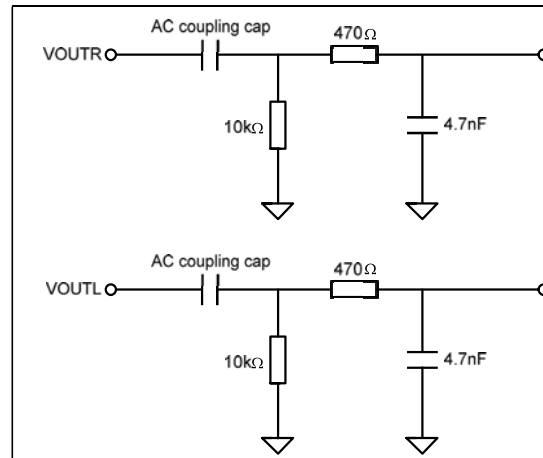 AC coupling cap
470Ω
VOUTR
10kΩ
4.7nF
AC coupling cap
470Ω
VOUTL
10kΩ
4.7nF